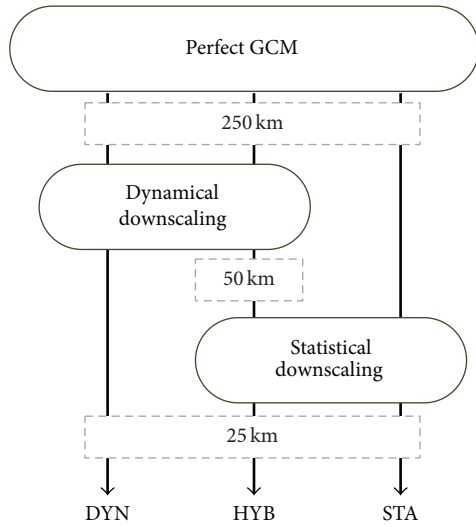 Perfect GCM
250 km
Dynamical
downscaling
50 km
Statistical
downscaling
25 km
DYN HYB STA